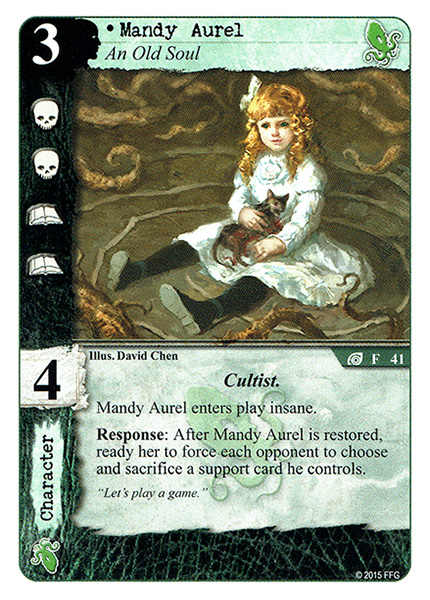 3
• Mandy Aurel
An Old Soul
Illus. David Chen
F 41
4
Cultist.
Mandy Aurel enters play insane.
Response: After Mandy Aurel is restored,
ready her to force each opponent to choose
and sacrifice a support card he controls.
“Let’s play a game.”
Character
© 2015 FFG